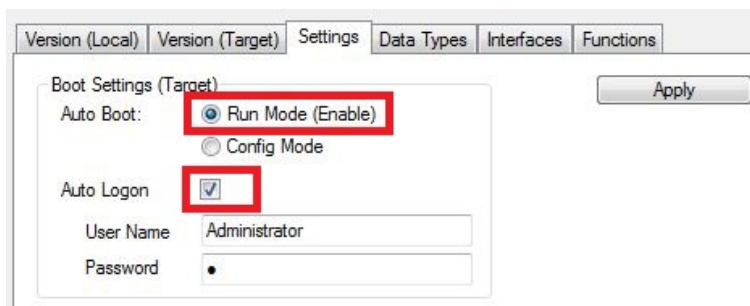 Version (Local) Version (Target) Settings Data Types Interfaces Functions
Boot Settings (Target)
Apply
Auto Boot: Run Mode (Enable)
Config Mode
Auto Logon
User Name Administrator
Password •